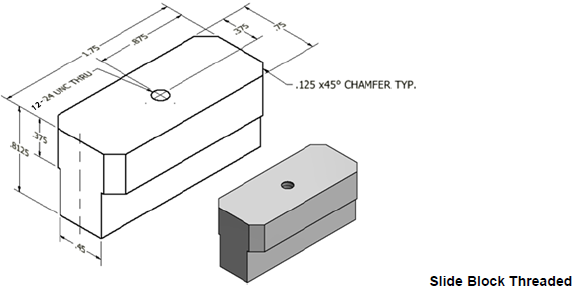 1.75
.875
.375
.75
12-24 UNC THRU
.125 x45° CHAMFER TYP.
.375
.8125
.45
Slide Block Threaded